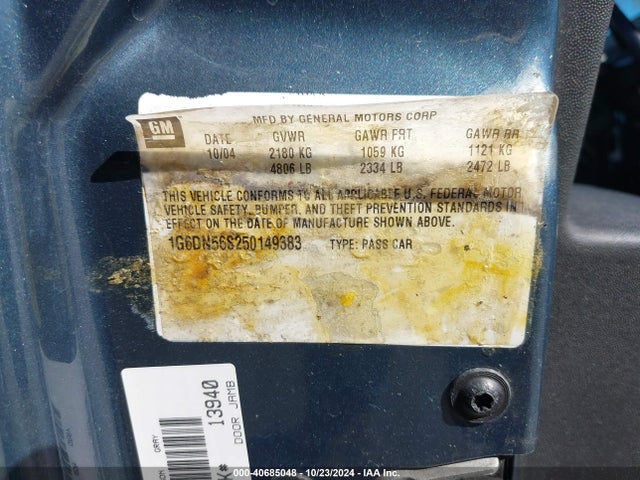 GM
MFD BY GENERAL MOTORS CORP
DATE GVWR GAWR FRT GAWR RR
10/04 2180 KG 1059 KG 1121 KG
4806 LB 2334 LB 2472 LB
THIS VEHICLE CONFORMS TO ALL APPLICABLE U.S. FEDERAL MOTOR
VEHICLE SAFETY, BUMPER, AND THEFT PREVENTION STANDARDS IN
EFFECT ON THE DATE OF MANUFACTURE SHOWN ABOVE.
1G6DN56S250149383 TYPE: PASS CAR
13940
DOOR JAMB
GRAY
000-40685048 - 10/23/2024 - IAA Inc.